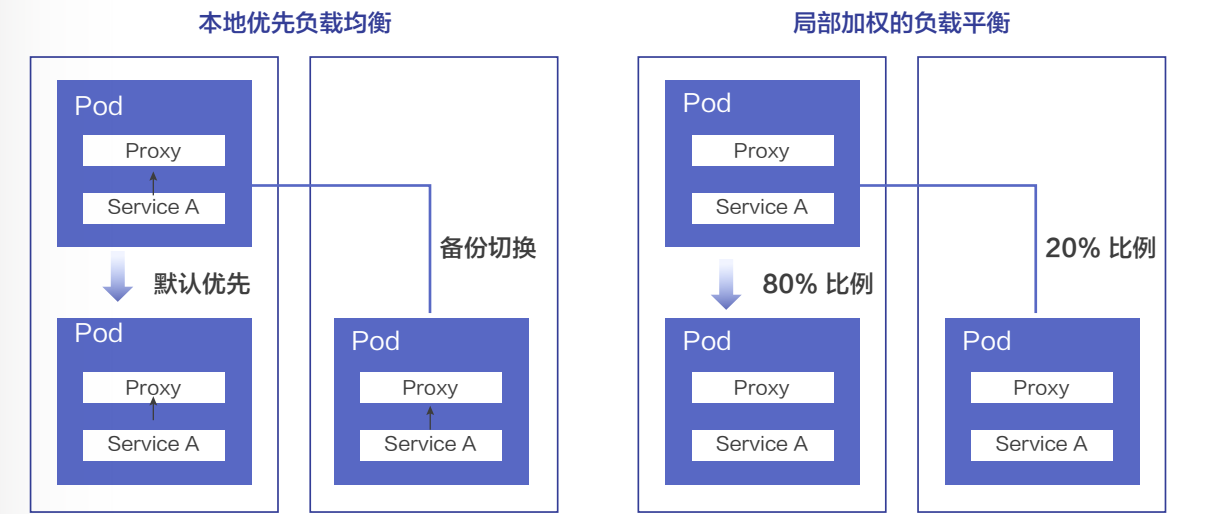 本地优先负载均衡
Pod
Proxy
Service A
默认优先
备份切换
Pod
Proxy
Service A
Pod
Proxy
Service A
局部加权的负载平衡
Pod
Proxy
Service A
80% 比例
20% 比例
Pod
Proxy
Service A
Pod
Proxy
Service A